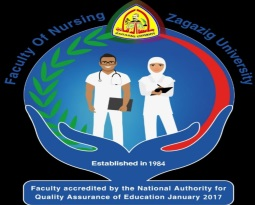 Faculty Of Nursing Zagazig University
Established in 1984
Faculty accredited by the National Authority for
Quality Assurance of Education January 2017